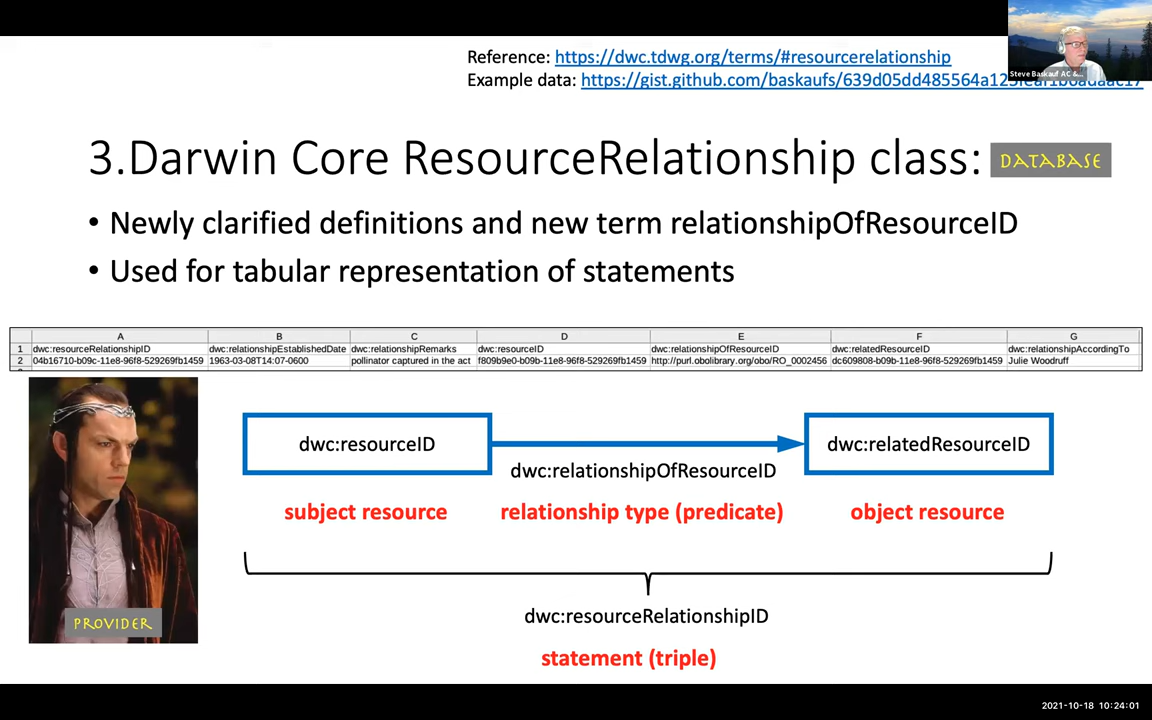 Reference: https://dwc.tdwg.org/terms/#resourcerelationship
Example data: https://gist.github.com/baskaufs/639d05dd485564a12
Steve Baskauf AC &...
3.Darwin Core ResourceRelationship class: DATABASE
• Newly clarified definitions and new term relationshipOfResourceID
• Used for tabular representation of statements
A B C D E F G
1 dwc:resourceRelationshipID dwc:relationshipEstablishedDate dwc:relationshipRemarks dwc:resourceID dwc:relationshipOfResourceID dwc:relatedResourceID dwc:relationshipAccordingTo
2 04b16710-b09c-11e8-96f8-529269fb1459 1963-03-08T14:07-0600 pollinator captured in the act f809b9e0-b09b-11e8-96f8-529269fb1459 http://purl.obolibrary.org/obo/RO_0002456 dc609808-b09b-11e8-96f8-529269fb1459 Julie Woodruff
dwc:resourceID
dwc:relatedResourceID
dwc:relationshipOfResourceID
subject resource
relationship type (predicate)
object resource
PROVIDER
dwc:resourceRelationshipID
statement (triple)
2021-10-18 10:24:01